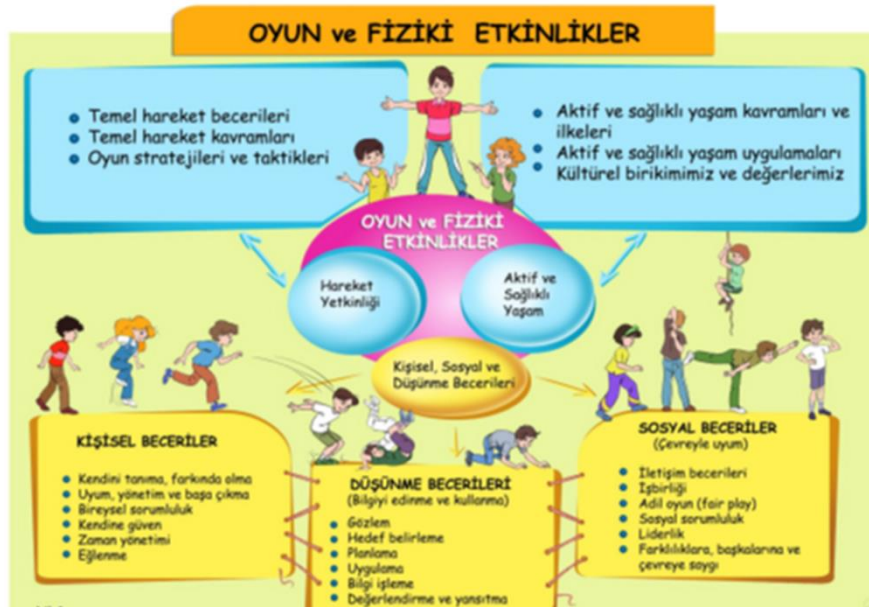 OYUN ve FİZİKİ ETKİNLİKLER
Temel hareket becerileri
Temel hareket kavramları
Oyun stratejileri ve taktikleri
Aktif ve sağlıklı yaşam kavramları ve
ilkeleri
Aktif ve sağlıklı yaşam uygulamaları
Kültürel birikimimiz ve değerlerimiz
OYUN ve FİZİKİ
ETKİNLİKLER
Hareket
Yetkinliği
Aktif ve
Sağlıklı
Yaşam
Kişisel, Sosyal ve
Düşünme Becerileri
KİŞİSEL BECERİLER
Kendini tanıma, farkında olma
Uyum, yönetim ve başa çıkma
Bireysel sorumluluk
Kendine güven
Zaman yönetimi
Eğlenme
DÜŞÜNME BECERİLERİ
(Bilgiyi edinme ve kullanma)
Gözlem
Hedef belirleme
Planlama
Uygulama
Bilgi işleme
Değerlendirme ve yansıtma
SOSYAL BECERİLER
(Çevreyle uyum)
İletişim becerileri
İşbirliği
Adil oyun (fair play)
Sosyal sorumluluk
Liderlik
Farklılıklara, başkalarına ve
çevreye saygı